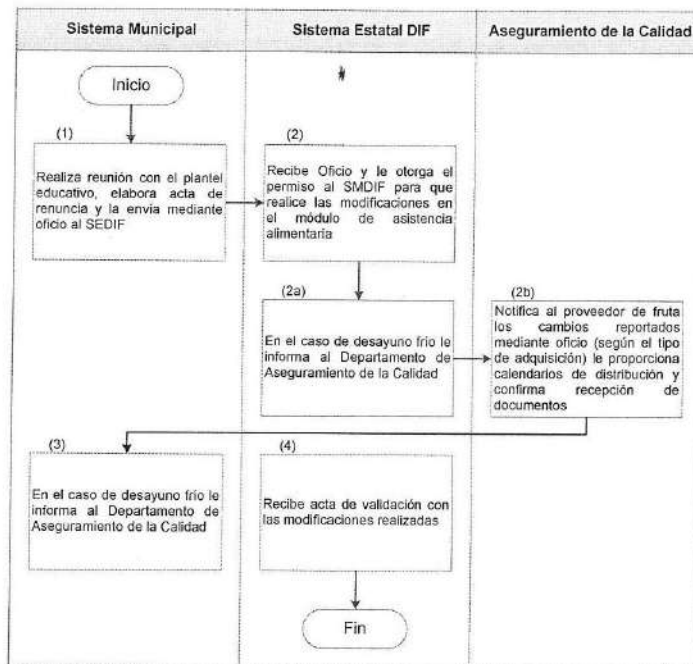 Sistema Municipal
Sistema Estatal DIF
Aseguramiento de la Calidad
Inicio
(1)
Realiza reunión con el plantel
educativo, elabora acta de
renuncia y la envía mediante
oficio al SEDIF
(2)
Recibe Oficio y le otorga el
permiso al SMDIF para que
realice las modificaciones en
el módulo de asistencia
alimentaria
(2a)
En el caso de desayuno frío le
informa al Departamento de
Aseguramiento de la Calidad
(2b)
Notifica al proveedor de fruta
los cambios reportados
mediante oficio (según el tipo
de adquisición) le proporciona
calendarios de distribución y
confirma recepción de
documentos
(3)
En el caso de desayuno frío le
informa al Departamento de
Aseguramiento de la Calidad
(4)
Recibe acta de validación con
las modificaciones realizadas
Fin